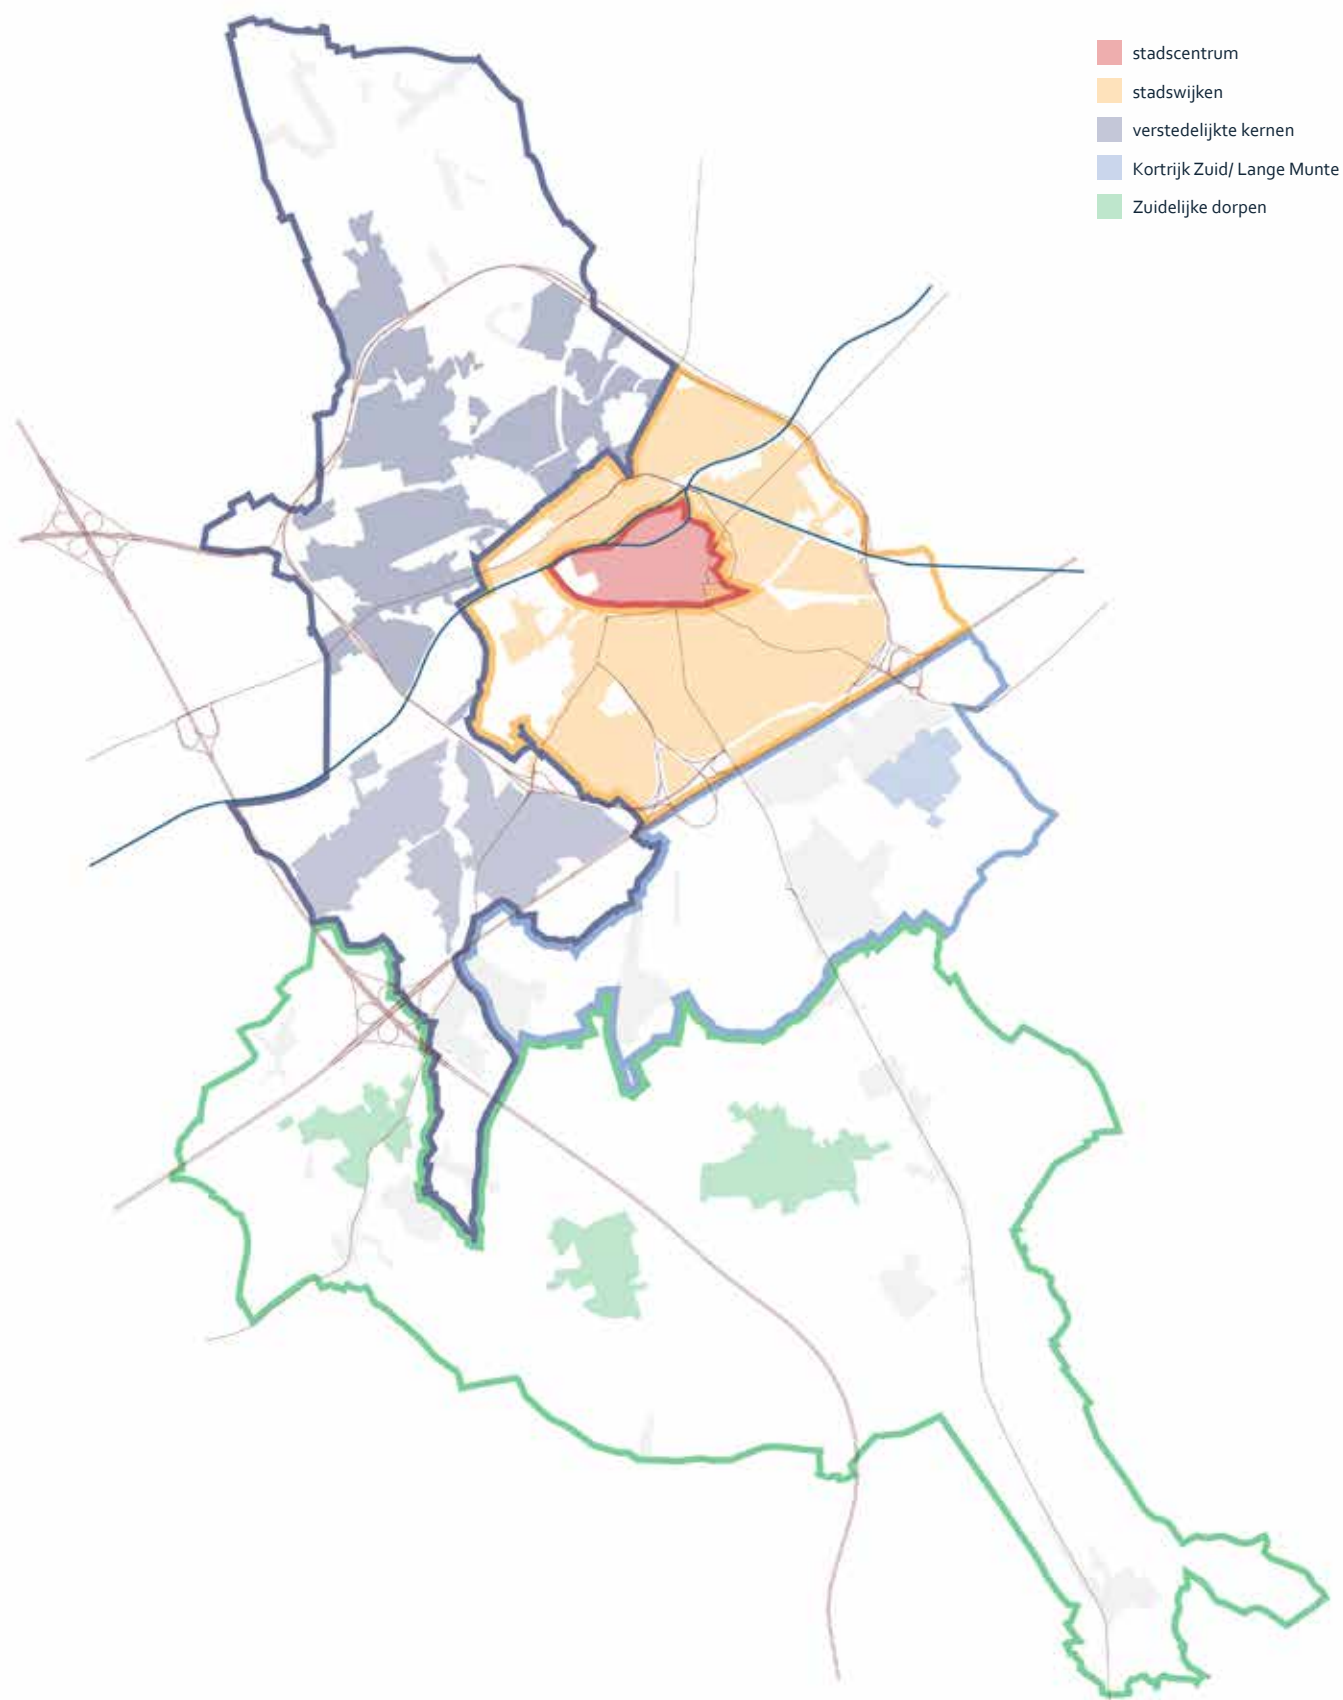 stadscentrum
stadswijken
verstedelijkte kernen
Kortrijk Zuid/ Lange Munte
Zuidelijke dorpen